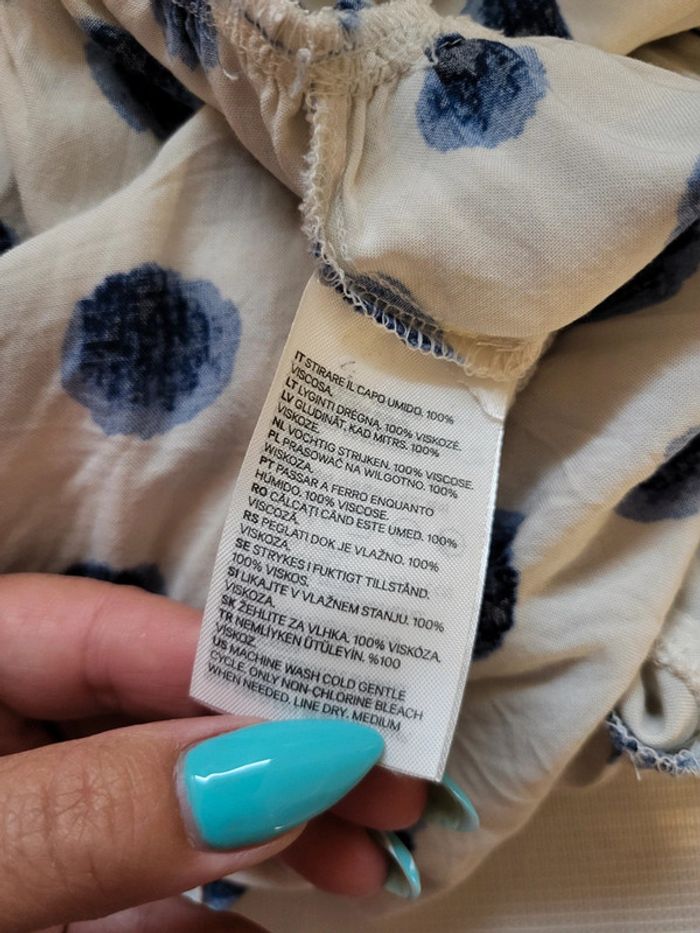 IT STIRARE IL CAPO UMIDO. 100%
VISCOSA.
LT LYGINTI DRĖGNĄ. 100% VISKOZĖ.
LV GLUDINĀT, KAD MITRS. 100%
VISKOZE.
NL VOCHTIG STRIJKEN. 100% VISCOSE.
PL PRASOWAĆ NA WILGOTNO. 100%
WISKOZA.
PT PASSAR A FERRO ENQUANTO
HÚMIDO. 100% VISCOSE.
RO CĂLCAȚI CÂND ESTE UMED. 100%
VISCOZĂ.
RS PEGLATI DOK JE VLAŽNO. 100%
VISKOZA.
SE STRYKES I FUKTIGT TILLSTÅND.
100% VISKOS.
SI LIKAJTE V VLAŽNEM STANJU. 100%
VISKOZA.
SK ŽEHLITE ZA VLHKA. 100% VISKÓZA.
TR NEMLİYKEN ÜTÜLEYİN. %100
VİSKOZ.
US MACHINE WASH COLD GENTLE
CYCLE. ONLY NON-CHLORINE BLEACH
WHEN NEEDED. LINE DRY. MEDIUM